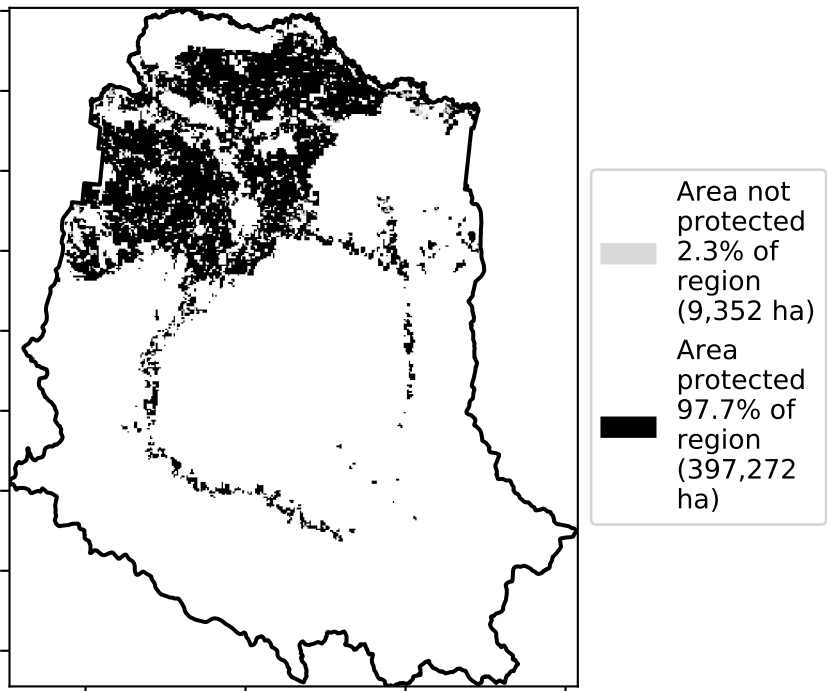 Area not
protected
2.3% of
region
(9,352 ha)
Area
protected
97.7% of
region
(397,272
ha)